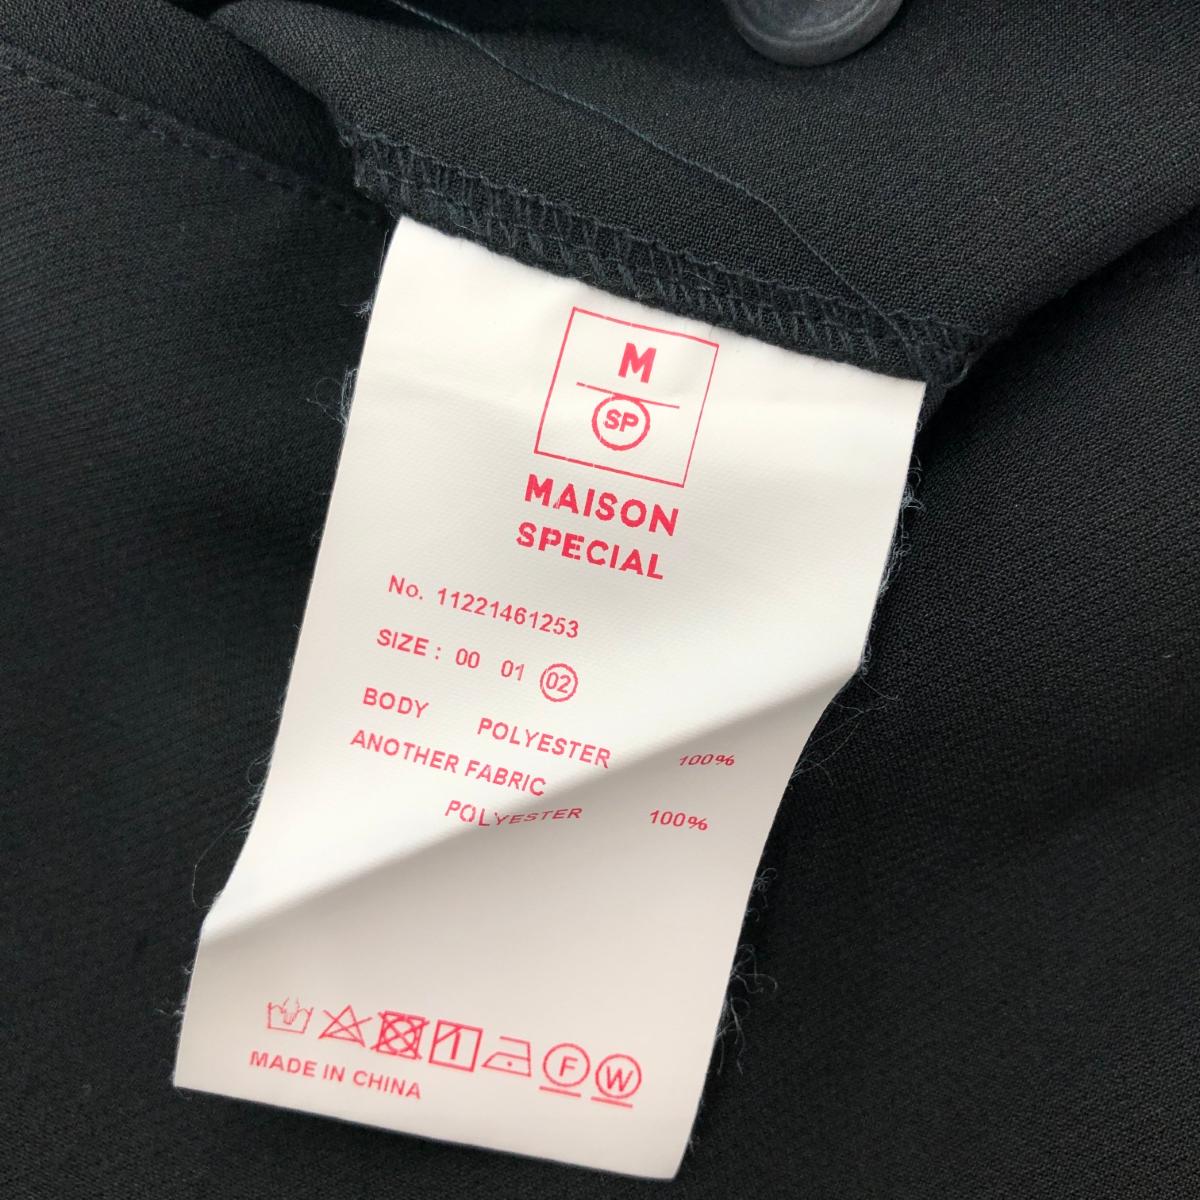 M
SP
MAISON
SPECIAL
No. 11221461253
SIZE : 00 01 02
BODY POLYESTER 100%
ANOTHER FABRIC
POLYESTER 100%
F W
MADE IN CHINA